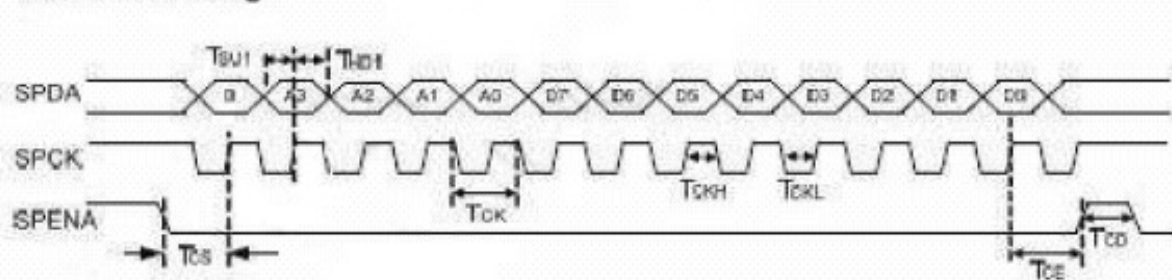 TSU1 THD1
SPDA A3 A2 A1 A0 D7 D6 D5 D4 D3 D2 D1 D0
SPCK
TCKH TCKL
TCK
SPENA
TCS
TCD
TCE